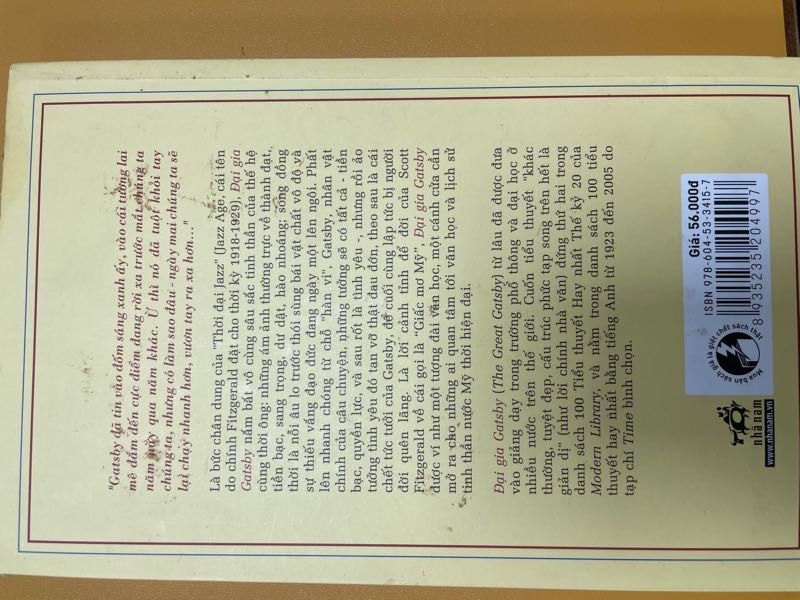 "Gatsby đã tin vào đốm sáng xanh ấy, vào cái tương lai
mê đắm đến cực điểm đang rời xa trước mắt chúng ta
năm này qua năm khác. Ừ thì nó đã tuột khỏi tay
chúng ta, nhưng có làm sao đâu - ngày mai chúng ta sẽ
lại chạy nhanh hơn, vươn tay ra xa hơn..."
Là bức chân dung của "Thời đại Jazz" (Jazz Age, cái tên
do chính Fitzgerald đặt cho thời kỳ 1918-1929), Đại gia
Gatsby nắm bắt vô cùng sâu sắc tinh thần của thế hệ
cùng thời ông: những ám ảnh thường trực về thành đạt,
tiền bạc, sang trọng, dư dật, hào nhoáng; song đồng
thời là nỗi âu lo trước thói sùng bái vật chất vô độ và
sự thiếu vắng đạo đức đang ngày một lên ngôi. Phất
lên nhanh chóng từ chỗ "hàn vi", Gatsby, nhân vật
chính của câu chuyện, những tưởng sẽ có tất cả - tiền
bạc, quyền lực, và sau rốt là tình yêu -, nhưng rồi ảo
tưởng tình yêu đó tan vỡ thật đau đớn, theo sau là cái
chết tức tưởi của Gatsby, để cuối cùng lập tức bị người
đời quên lãng. Là lời cảnh tỉnh để đời của Scott
Fitzgerald về cái gọi là “Giấc mơ Mỹ”, Đại gia Gatsby
được ví như một tượng đài văn học, một cánh cửa cần
mở ra cho những ai quan tâm tới văn học và lịch sử
tinh thần nước Mỹ thời hiện đại.
Đại gia Gatsby (The Great Gatsby) từ lâu đã được đưa
vào giảng dạy trong trường phổ thông và đại học ở
nhiều nước trên thế giới. Cuốn tiểu thuyết "khác
thường, tuyệt đẹp, cấu trúc phức tạp song trên hết là
giản dị" (như lời chính nhà văn) đứng thứ hai trong
danh sách 100 Tiểu thuyết Hay nhất Thế kỷ 20 của
Modern Library, và nằm trong danh sách 100 tiểu
thuyết hay nhất bằng tiếng Anh từ 1923 đến 2005 do
tạp chí Time bình chọn.
Giá: 56.000đ
ISBN 978-604-53-3415-7
8 935235 204997
Mua bán sách giả là giết chết sách thật
nhã nam
www.nhanam.vn